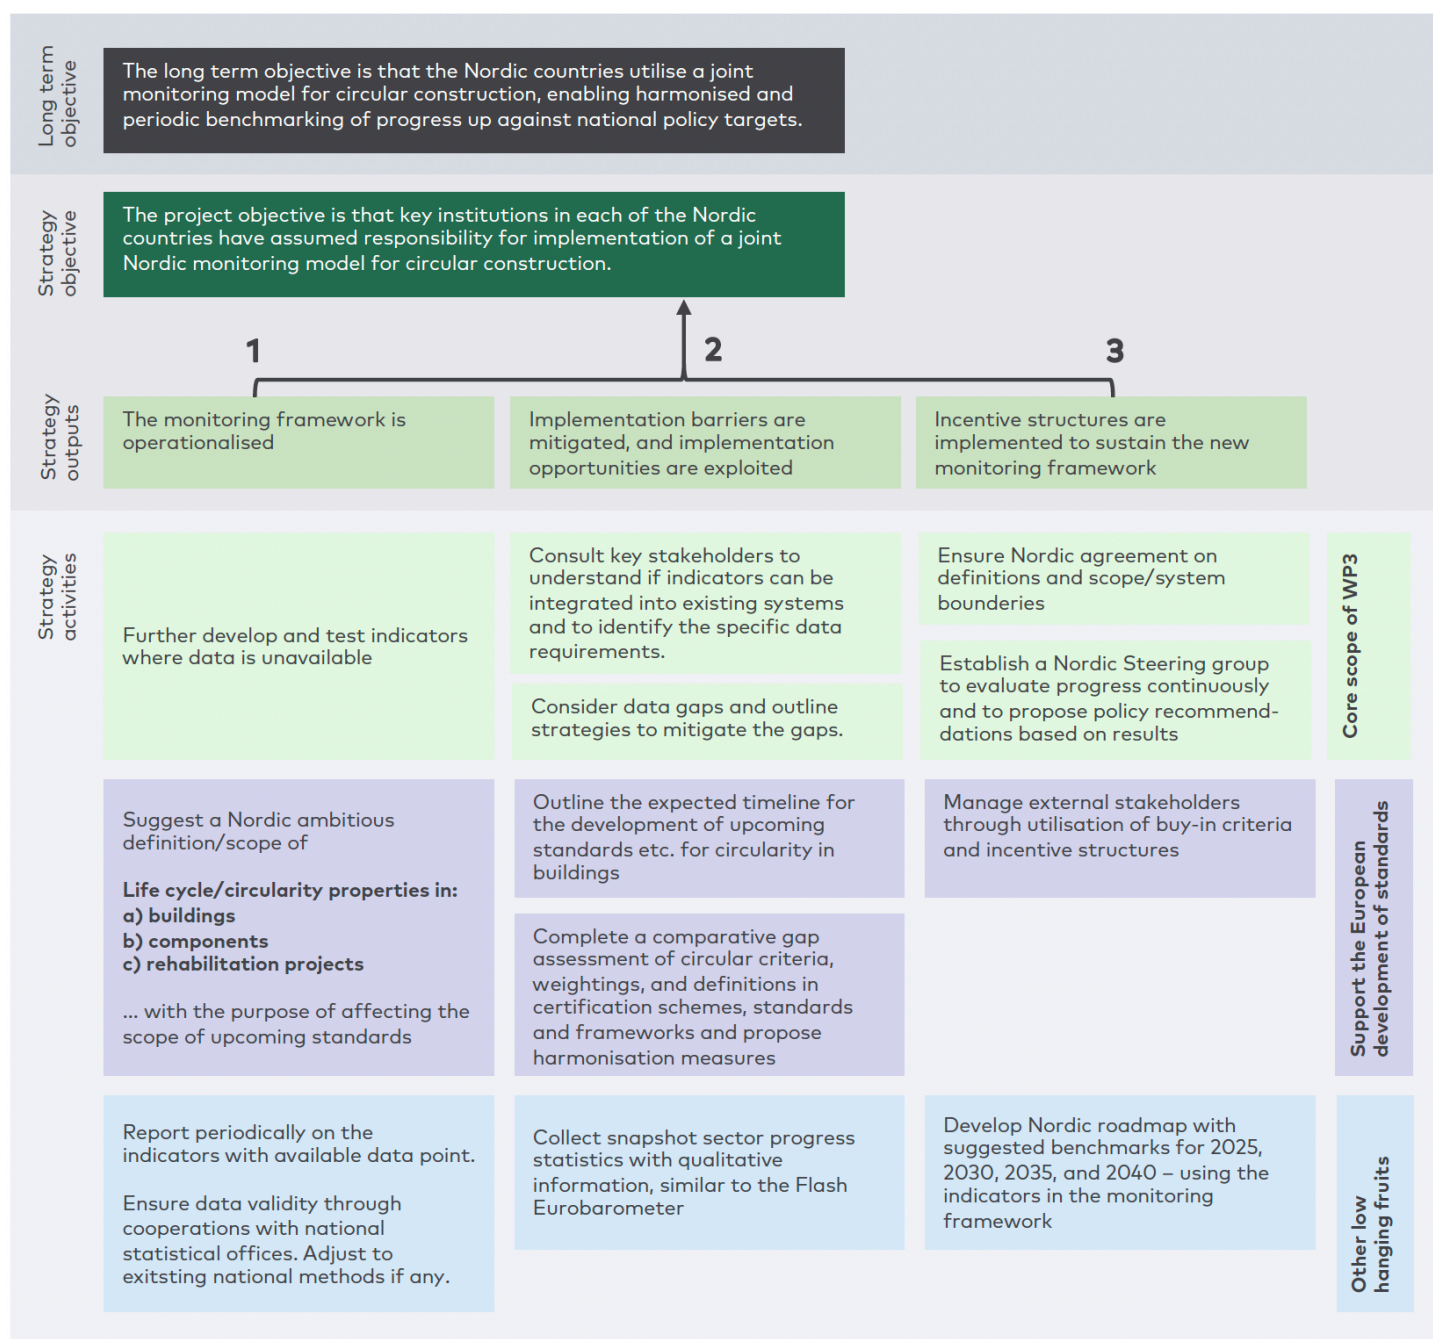 Long term
objective
The long term objective is that the Nordic countries utilise a joint
monitoring model for circular construction, enabling harmonised and
periodic benchmarking of progress up against national policy targets.
Strategy
objective
The project objective is that key institutions in each of the Nordic
countries have assumed responsibility for implementation of a joint
Nordic monitoring model for circular construction.
1
2
3
Strategy
outputs
The monitoring framework is
operationalised
Implementation barriers are
mitigated, and implementation
opportunities are exploited
Incentive structures are
implemented to sustain the new
monitoring framework
Strategy
activities
Further develop and test indicators
where data is unavailable
Consult key stakeholders to
understand if indicators can be
integrated into existing systems
and to identify the specific data
requirements.
Consider data gaps and outline
strategies to mitigate the gaps.
Ensure Nordic agreement on
definitions and scope/system
bounderies
Establish a Nordic Steering group
to evaluate progress continuously
and to propose policy recommend-
dations based on results
Core scope of WP3
Suggest a Nordic ambitious
definition/scope of
Life cycle/circularity properties in:
a) buildings
b) components
c) rehabilitation projects
... with the purpose of affecting the
scope of upcoming standards
Outline the expected timeline for
the development of upcoming
standards etc. for circularity in
buildings
Complete a comparative gap
assessment of circular criteria,
weightings, and definitions in
certification schemes, standards
and frameworks and propose
harmonisation measures
Manage external stakeholders
through utilisation of buy-in criteria
and incentive structures
Support the European
development of standards
Report periodically on the
indicators with available data point.
Ensure data validity through
cooperations with national
statistical offices. Adjust to
exitsting national methods if any.
Collect snapshot sector progress
statistics with qualitative
information, similar to the Flash
Eurobarometer
Develop Nordic roadmap with
suggested benchmarks for 2025,
2030, 2035, and 2040 – using the
indicators in the monitoring
framework
Other low
hanging fruits